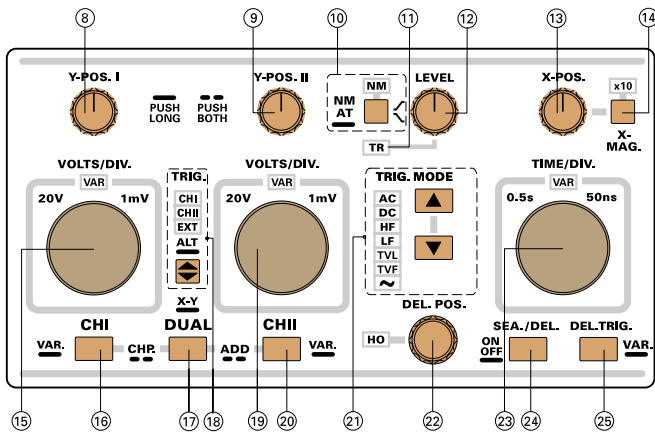 8 9 10 11 12 13 14
Y-POS. I Y-POS. II NM LEVEL X-POS. x10
PUSH LONG PUSH BOTH NM AT X-MAG.
TR
VOLTS/DIV. TRIG. VOLTS/DIV. TRIG. MODE TIME/DIV.
VAR VAR VAR
20V 1mV CHI 20V 1mV AC 0.5s 50ns
CHII DC
EXT HF
ALT LF
TVL
TVF
~
X-Y DEL. POS.
CHI DUAL CHII HO SEA./DEL. DEL.TRIG.
VAR. CHP. ADD VAR. ON OFF VAR.
15 16 17 18 19 20 21 22 23 24 25